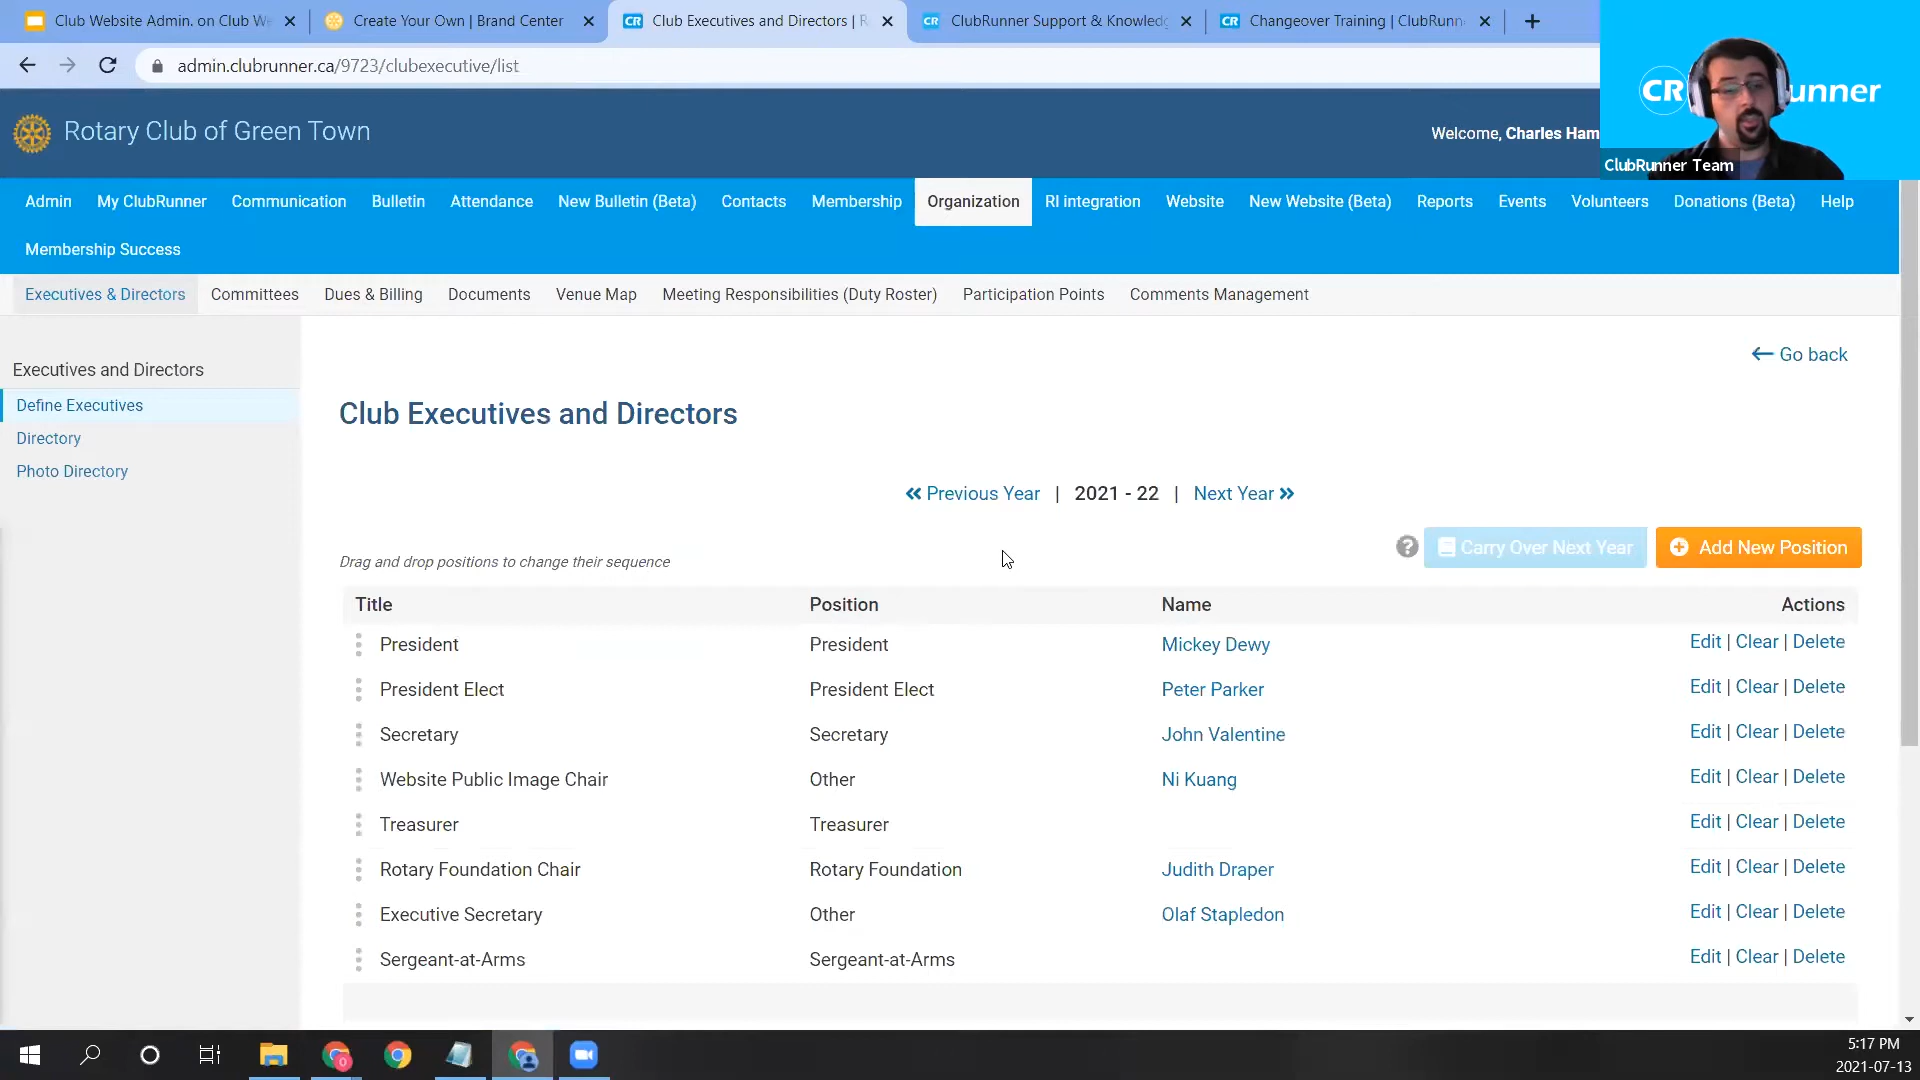 Club Website Admin. on Club We
Create Your Own | Brand Center
CR Club Executives and Directors | R
CR ClubRunner Support & Knowledg
CR Changeover Training | ClubRunn
admin.clubrunner.ca/9723/clubexecutive/list
CR unner
ClubRunner Team
Rotary Club of Green Town
Welcome, Charles Ham
Admin My ClubRunner Communication Bulletin Attendance New Bulletin (Beta) Contacts Membership Organization RI integration Website New Website (Beta) Reports Events Volunteers Donations (Beta) Help
Membership Success
Executives & Directors Committees Dues & Billing Documents Venue Map Meeting Responsibilities (Duty Roster) Participation Points Comments Management
Executives and Directors
Define Executives
Directory
Photo Directory
Go back
Club Executives and Directors
Previous Year | 2021 - 22 | Next Year
? Carry Over Next Year Add New Position
Drag and drop positions to change their sequence
Title Position Name Actions
President President Mickey Dewy Edit | Clear | Delete
President Elect President Elect Peter Parker Edit | Clear | Delete
Secretary Secretary John Valentine Edit | Clear | Delete
Website Public Image Chair Other Ni Kuang Edit | Clear | Delete
Treasurer Treasurer Edit | Clear | Delete
Rotary Foundation Chair Rotary Foundation Judith Draper Edit | Clear | Delete
Executive Secretary Other Olaf Stapledon Edit | Clear | Delete
Sergeant-at-Arms Sergeant-at-Arms Edit | Clear | Delete
5:17 PM
2021-07-13